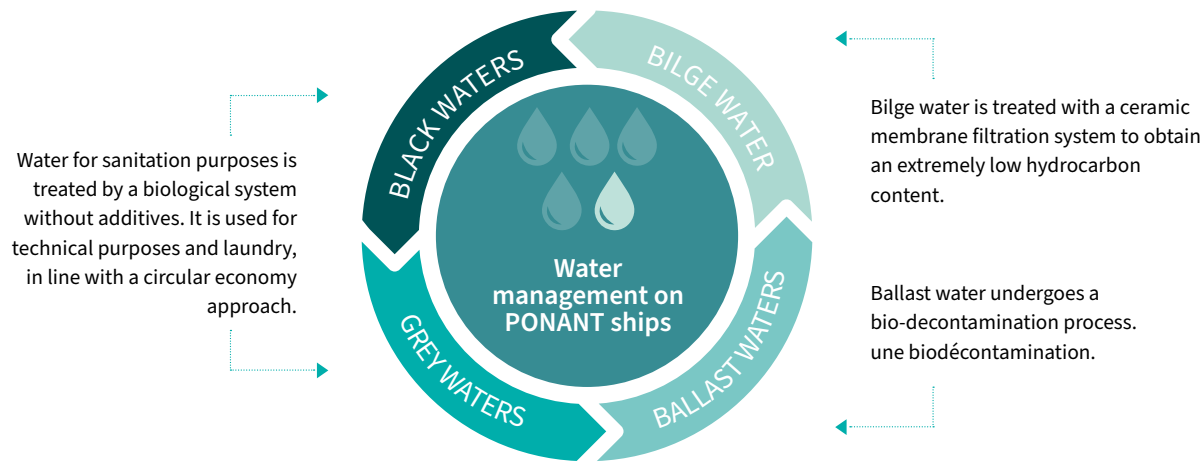 BLACK WATERS
BILGE WATER
Water for sanitation purposes is
treated by a biological system
without additives. It is used for
technical purposes and laundry,
in line with a circular economy
approach.
Water
management on
PONANT ships
Bilge water is treated with a ceramic
membrane filtration system to obtain
an extremely low hydrocarbon
content.
Ballast water undergoes a
bio-decontamination process.
une biodécontamination.
GREY WATERS
BALLAST WATERS